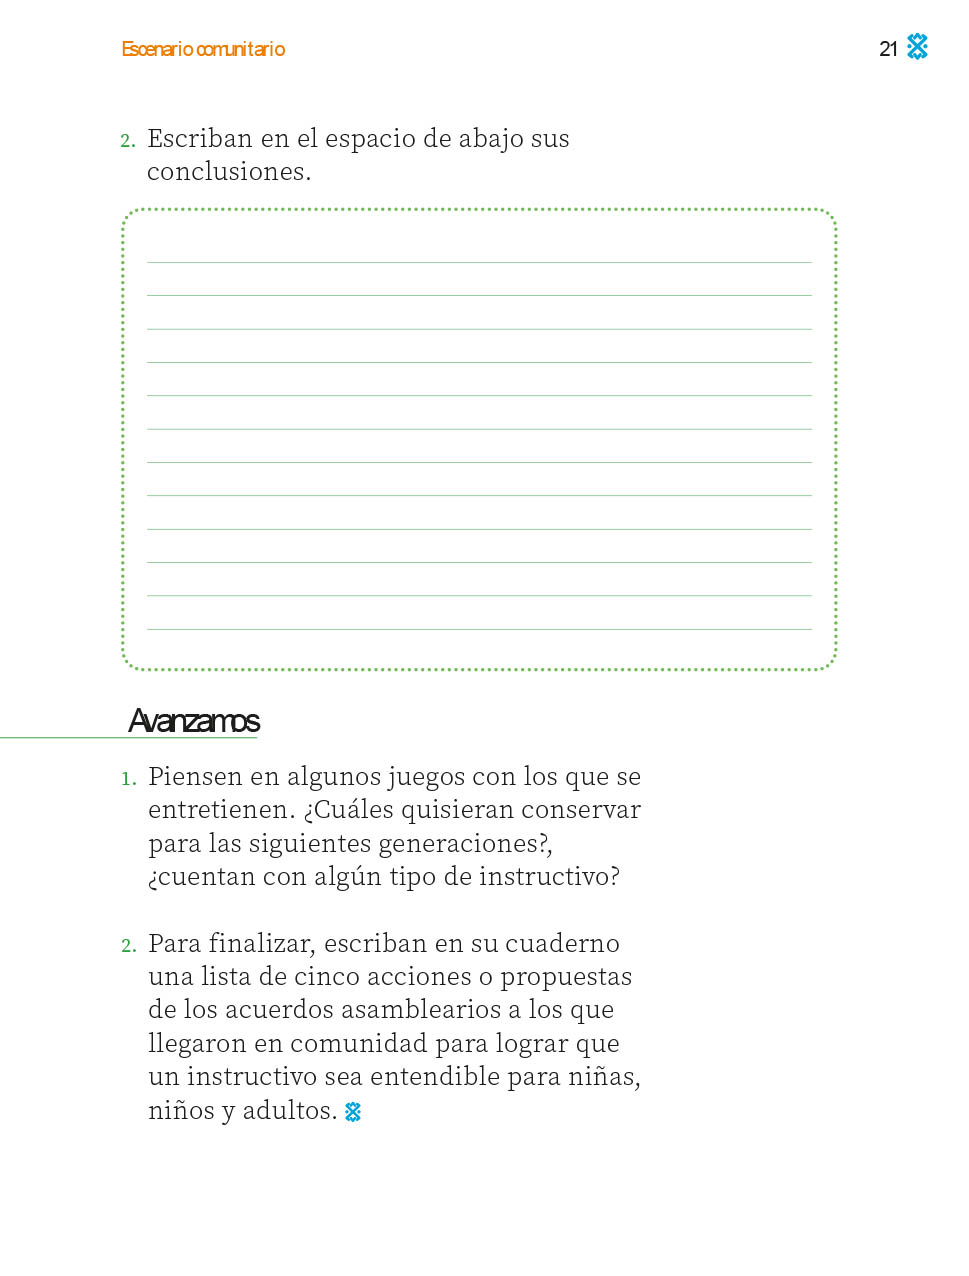 Escenario comunitario
21
2. Escriban en el espacio de abajo sus
conclusiones.
Avanzamos
1. Piensen en algunos juegos con los que se
entretienen. ¿Cuáles quisieran conservar
para las siguientes generaciones?,
¿cuentan con algún tipo de instructivo?
2. Para finalizar, escriban en su cuaderno
una lista de cinco acciones o propuestas
de los acuerdos asamblearios a los que
llegaron en comunidad para lograr que
un instructivo sea entendible para niñas,
niños y adultos.